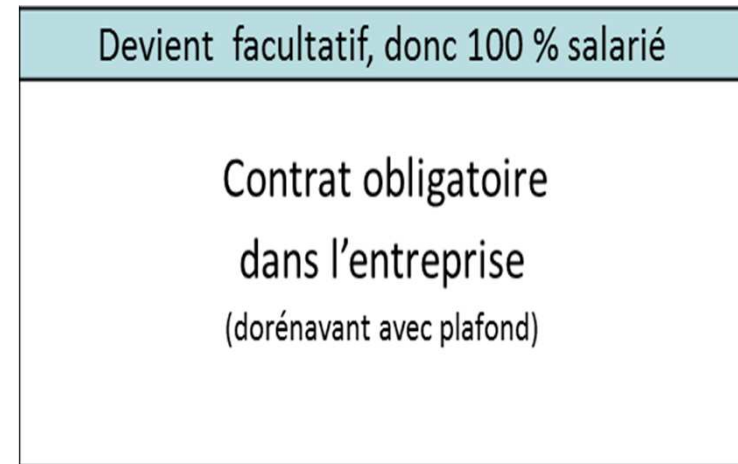 Devient facultatif, donc 100 % salarié
Contrat obligatoire
dans l'entreprise
(dorénavant avec plafond)